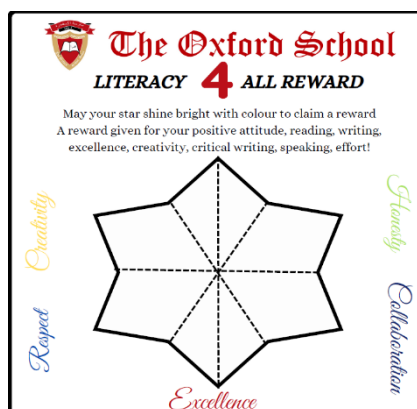 The Oxford School
LITERACY 4 ALL REWARD
May your star shine bright with colour to claim a reward
A reward given for your positive attitude, reading, writing,
excellence, creativity, critical writing, speaking, effort!
Creativity
Honesty
Respect
Collaboration
Excellence